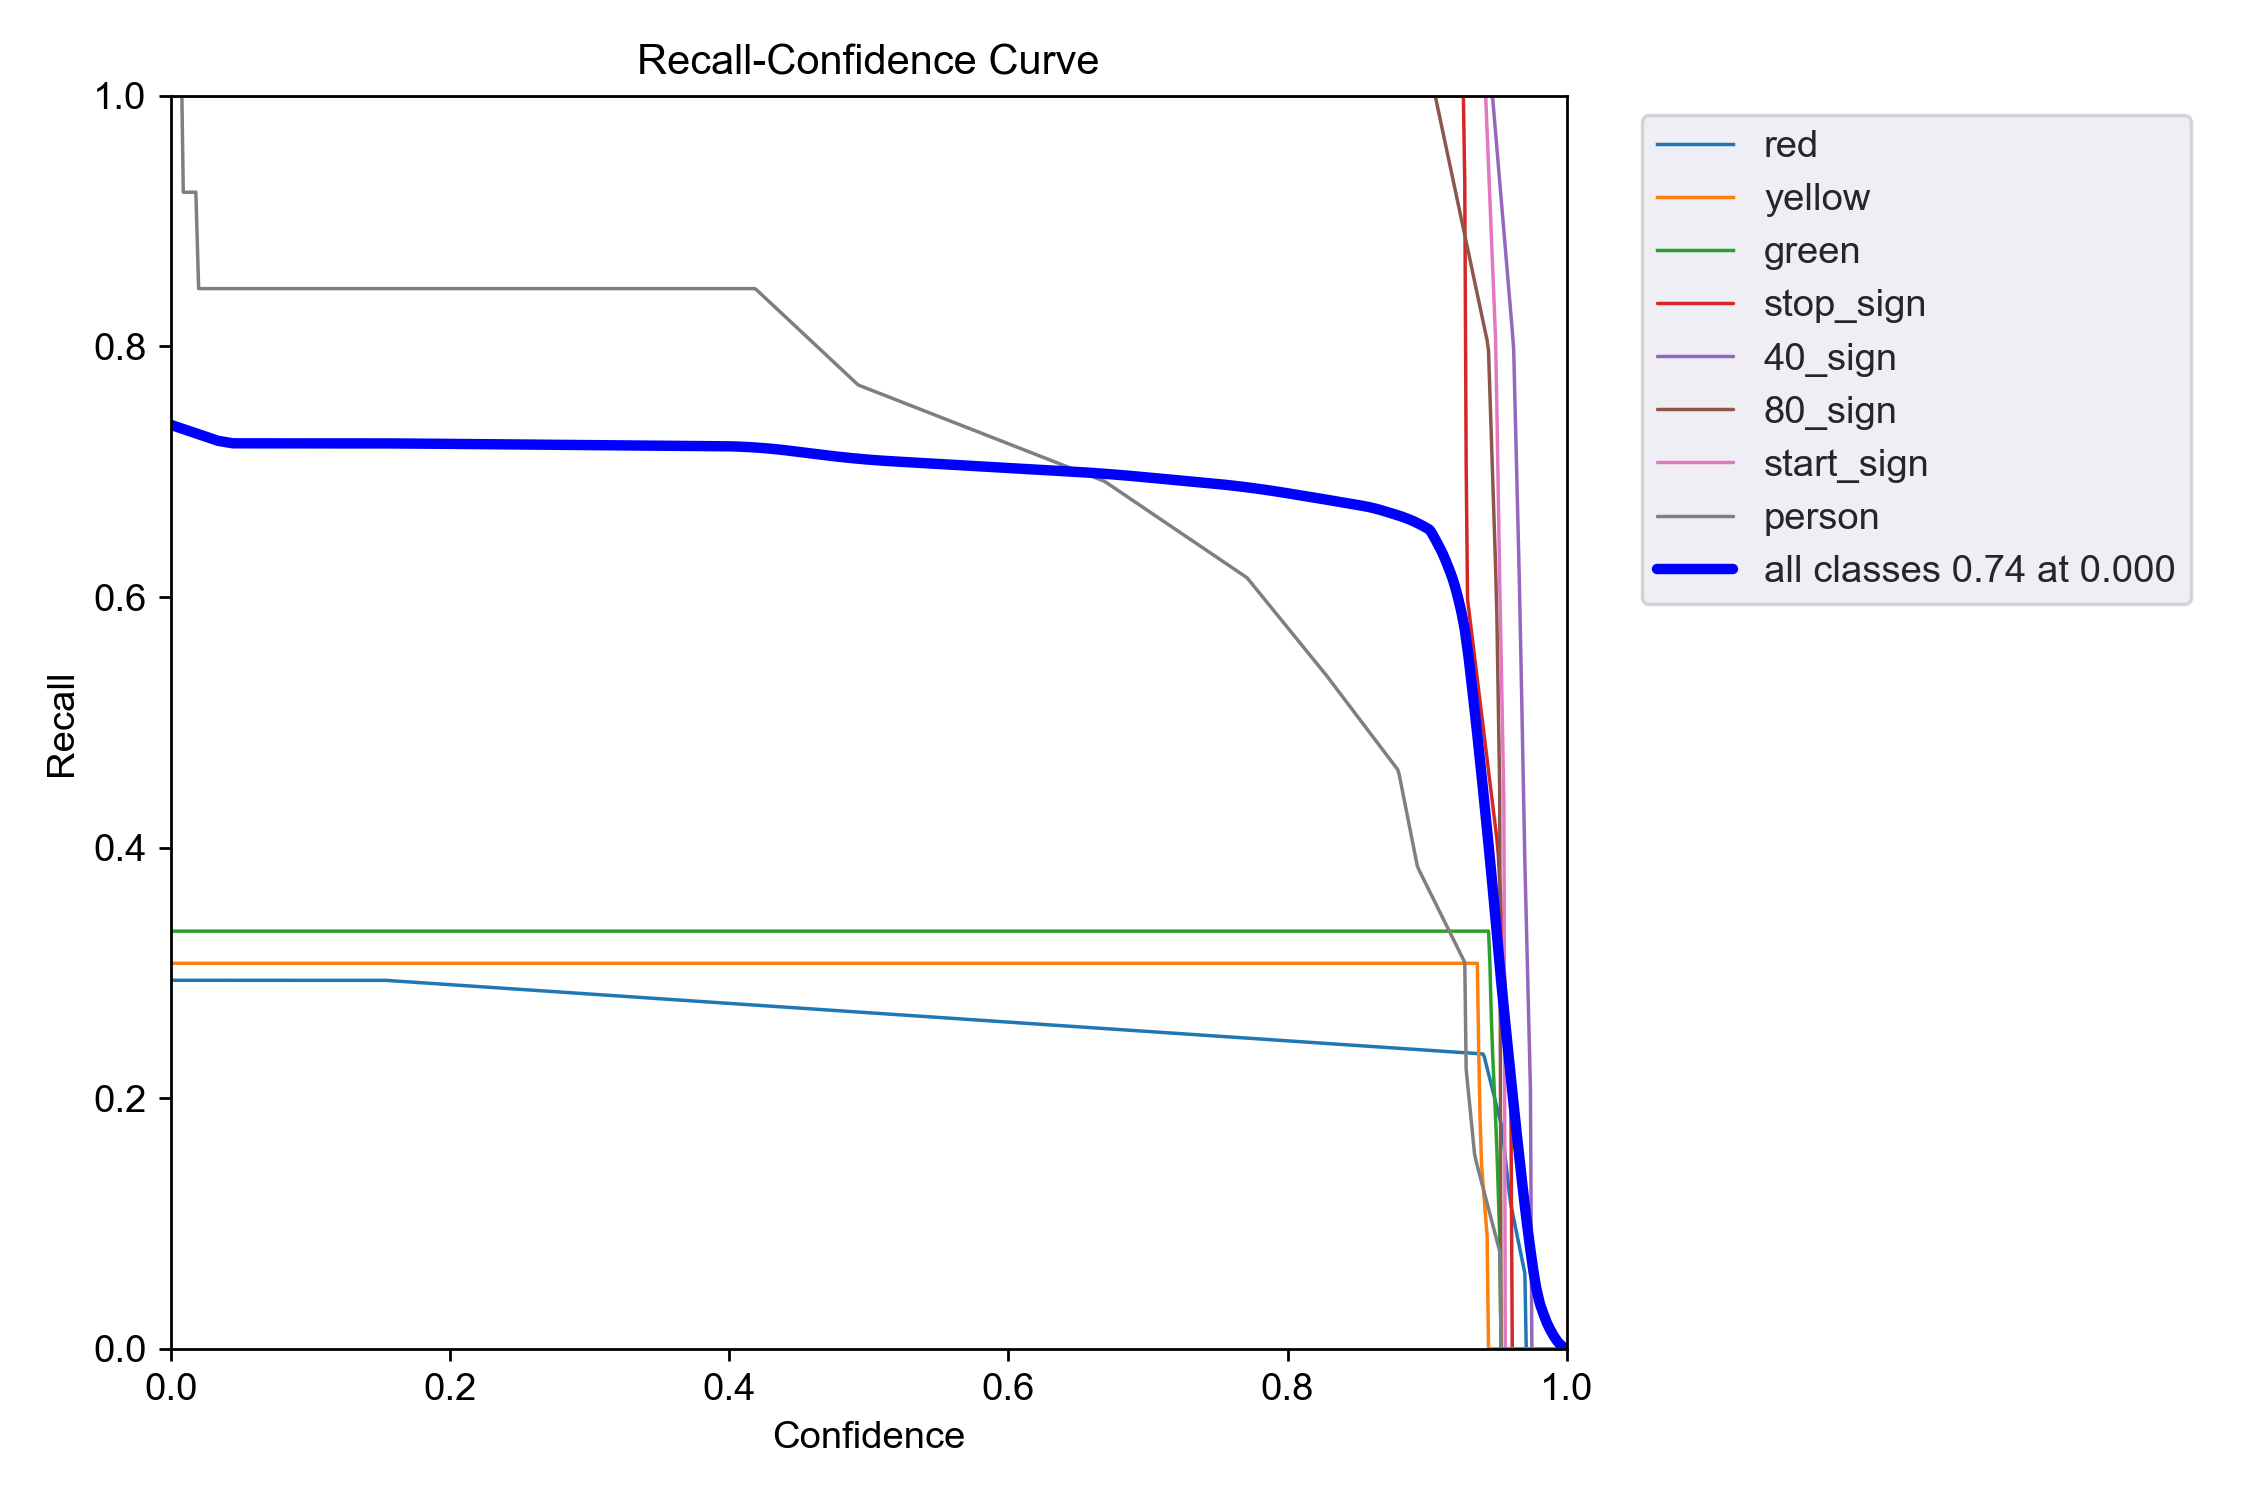 Recall-Confidence Curve
1.0
0.8
0.6
0.4
0.2
0.0
Recall
0.0 0.2 0.4 0.6 0.8 1.0
Confidence
red
yellow
green
stop_sign
40_sign
80_sign
start_sign
person
all classes 0.74 at 0.000